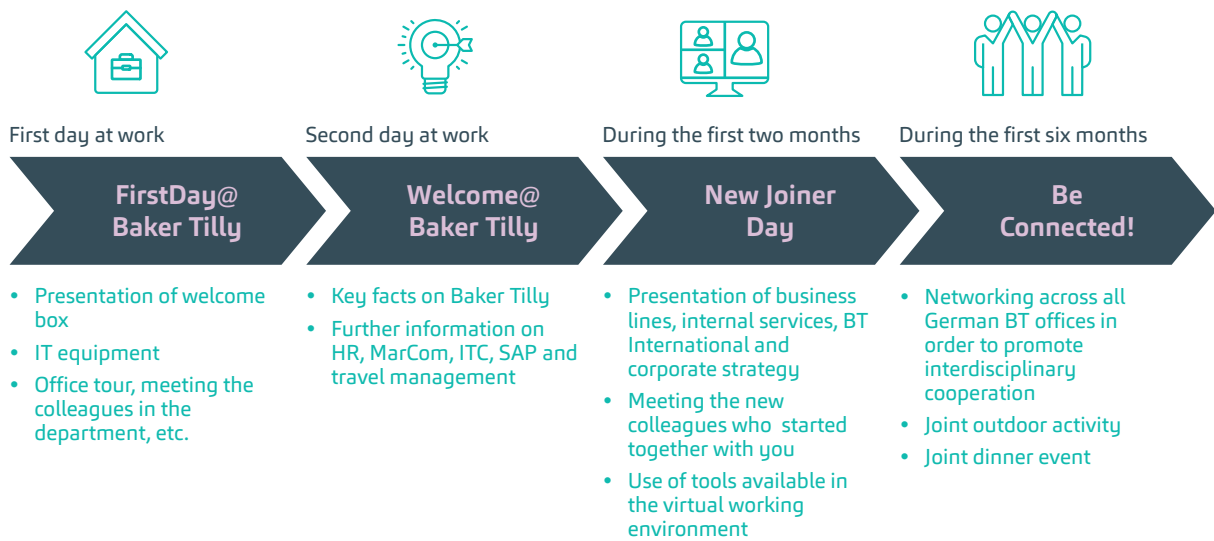 First day at work
FirstDay@
Baker Tilly
• Presentation of welcome
box
• IT equipment
• Office tour, meeting the
colleagues in the
department, etc.
Second day at work
Welcome@
Baker Tilly
• Key facts on Baker Tilly
• Further information on
HR, MarCom, ITC, SAP and
travel management
During the first two months
New Joiner
Day
• Presentation of business
lines, internal services, BT
International and
corporate strategy
• Meeting the new
colleagues who started
together with you
• Use of tools available in
the virtual working
environment
During the first six months
Be
Connected!
• Networking across all
German BT offices in
order to promote
interdisciplinary
cooperation
• Joint outdoor activity
• Joint dinner event